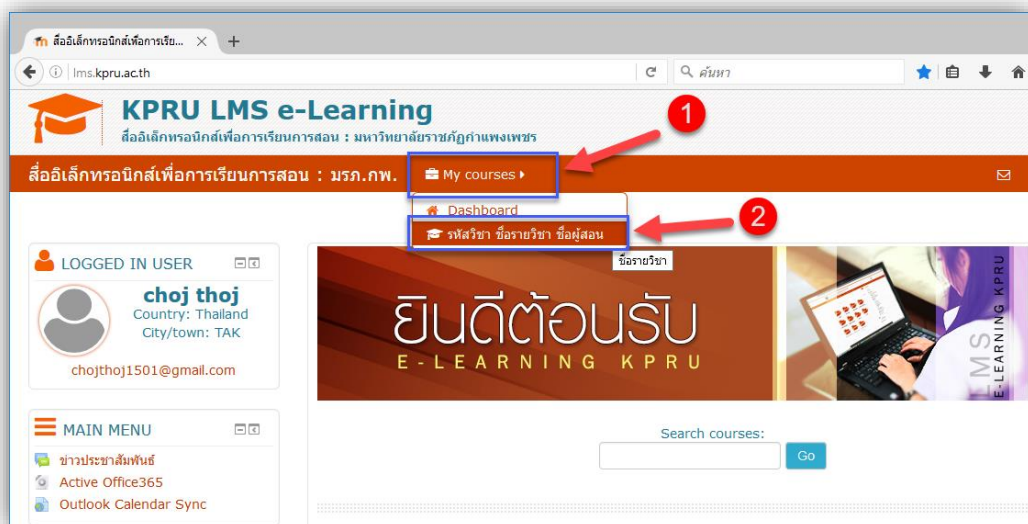 สื่ออิเล็กทรอนิกส์เพื่อการเรีย...
lms.kpru.ac.th
ค้นหา
KPRU LMS e-Learning
สื่ออิเล็กทรอนิกส์เพื่อการเรียนการสอน : มหาวิทยาลัยราชภัฏกำแพงเพชร
1
สื่ออิเล็กทรอนิกส์เพื่อการเรียนการสอน : มรภ.กพ.
My courses
Dashboard
2
รหัสวิชา ชื่อรายวิชา ชื่อผู้สอน
ชื่อรายวิชา
LOGGED IN USER
choj thoj
Country: Thailand
City/town: TAK
chojthoj1501@gmail.com
ยินดีต้อนรับ
E-LEARNING KPRU
LMS
E-LEARNING KPRU
MAIN MENU
ข่าวประชาสัมพันธ์
Active Office365
Outlook Calendar Sync
Search courses:
Go